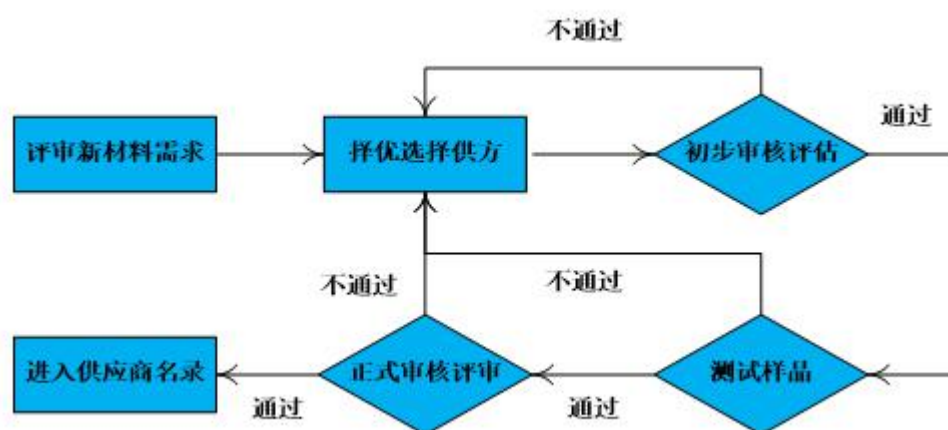 不通过
通过
评审新材料需求
择优选择供方
初步审核评估
不通过
不通过
进入供应商名录
正式审核评审
测试样品
通过
通过